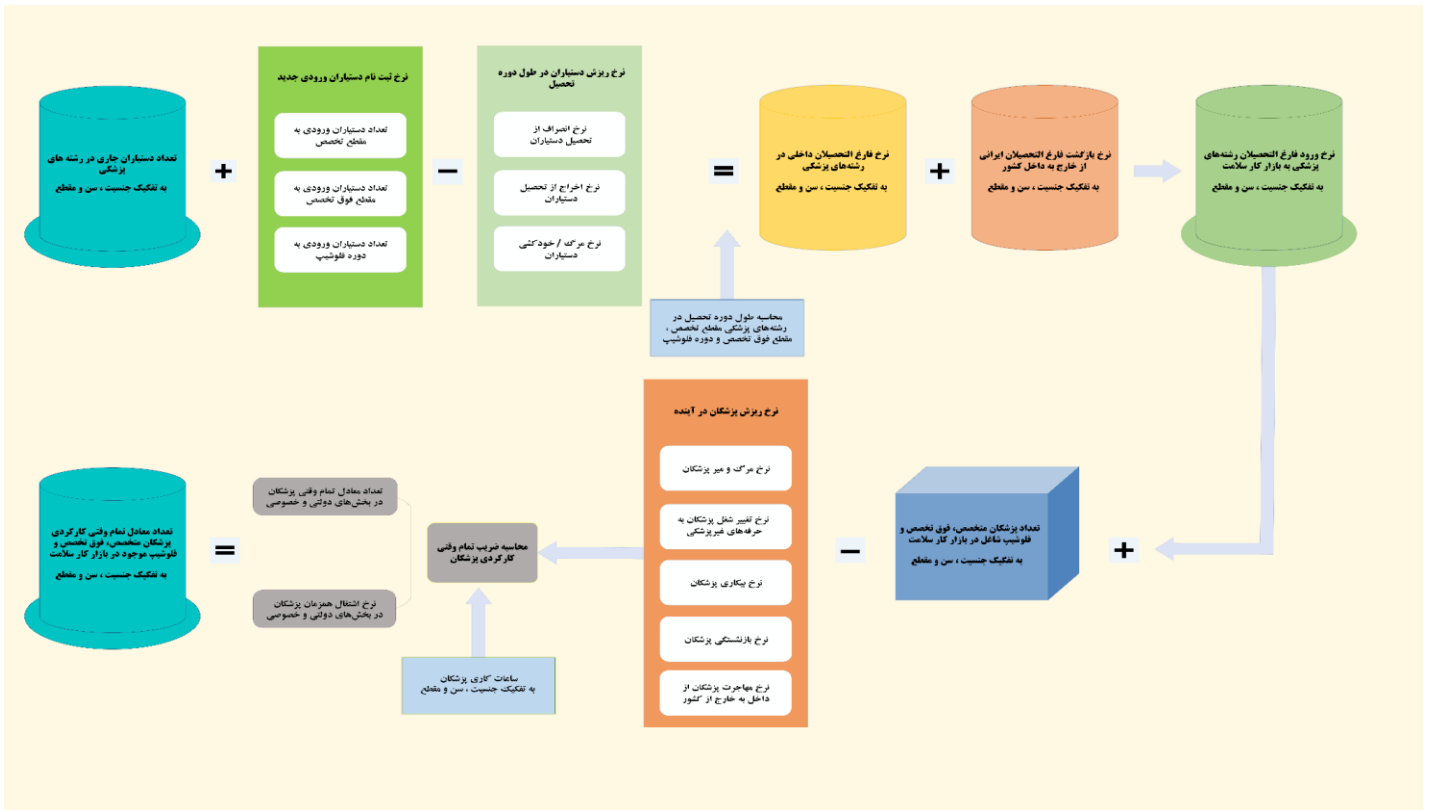 تعداد دستیاران جاری در رشته های
پزشکی
به تفکیک جنسیت ، سن و مقطع
+
نرخ ثبت نام دستیاران ورودی جدید
تعداد دستیاران ورودی به
مقطع تخصص
تعداد دستیاران ورودی به
مقطع فوق تخصص
تعداد دستیاران ورودی به
دوره فلوشیپ
−
نرخ ریزش دستیاران در طول دوره
تحصیل
نرخ انصراف از
تحصیل دستیاران
نرخ اخراج از تحصیل
دستیاران
نرخ مرگ / خودکشی
دستیاران
=
محاسبه طول دوره تحصیل در
رشته‌های پزشکی مقطع تخصص ،
مقطع فوق تخصص و دوره فلوشیپ
نرخ فارغ التحصیلان داخلی در
رشته‌های پزشکی
به تفکیک جنسیت ، سن و مقطع
+
نرخ بازگشت فارغ التحصیلان ایرانی
از خارج به داخل کشور
به تفکیک جنسیت ، سن و مقطع
نرخ ورود فارغ التحصیلان رشته‌های
پزشکی به بازار کار سلامت
به تفکیک جنسیت ، سن و مقطع
+
تعداد پزشکان متخصص، فوق تخصص و
فلوشیپ شاغل در بازار کار سلامت
به تفکیک جنسیت ، سن و مقطع
−
نرخ ریزش پزشکان در آینده
نرخ مرگ و میر پزشکان
نرخ تغییر شغل پزشکان به
حرفه‌های غیرپزشکی
نرخ بیکاری پزشکان
نرخ بازنشستگی پزشکان
نرخ مهاجرت پزشکان از
داخل به خارج از کشور
محاسبه ضریب تمام وقتی
کارکردی پزشکان
ساعات کاری پزشکان
به تفکیک جنسیت ، سن و مقطع
تعداد معادل تمام وقتی پزشکان
در بخش‌های دولتی و خصوصی
نرخ اشتغال همزمان پزشکان
در بخش‌های دولتی و خصوصی
=
تعداد معادل تمام وقتی کارکردی
پزشکان متخصص، فوق تخصص و
فلوشیپ موجود در بازار کار سلامت
به تفکیک جنسیت ، سن و مقطع